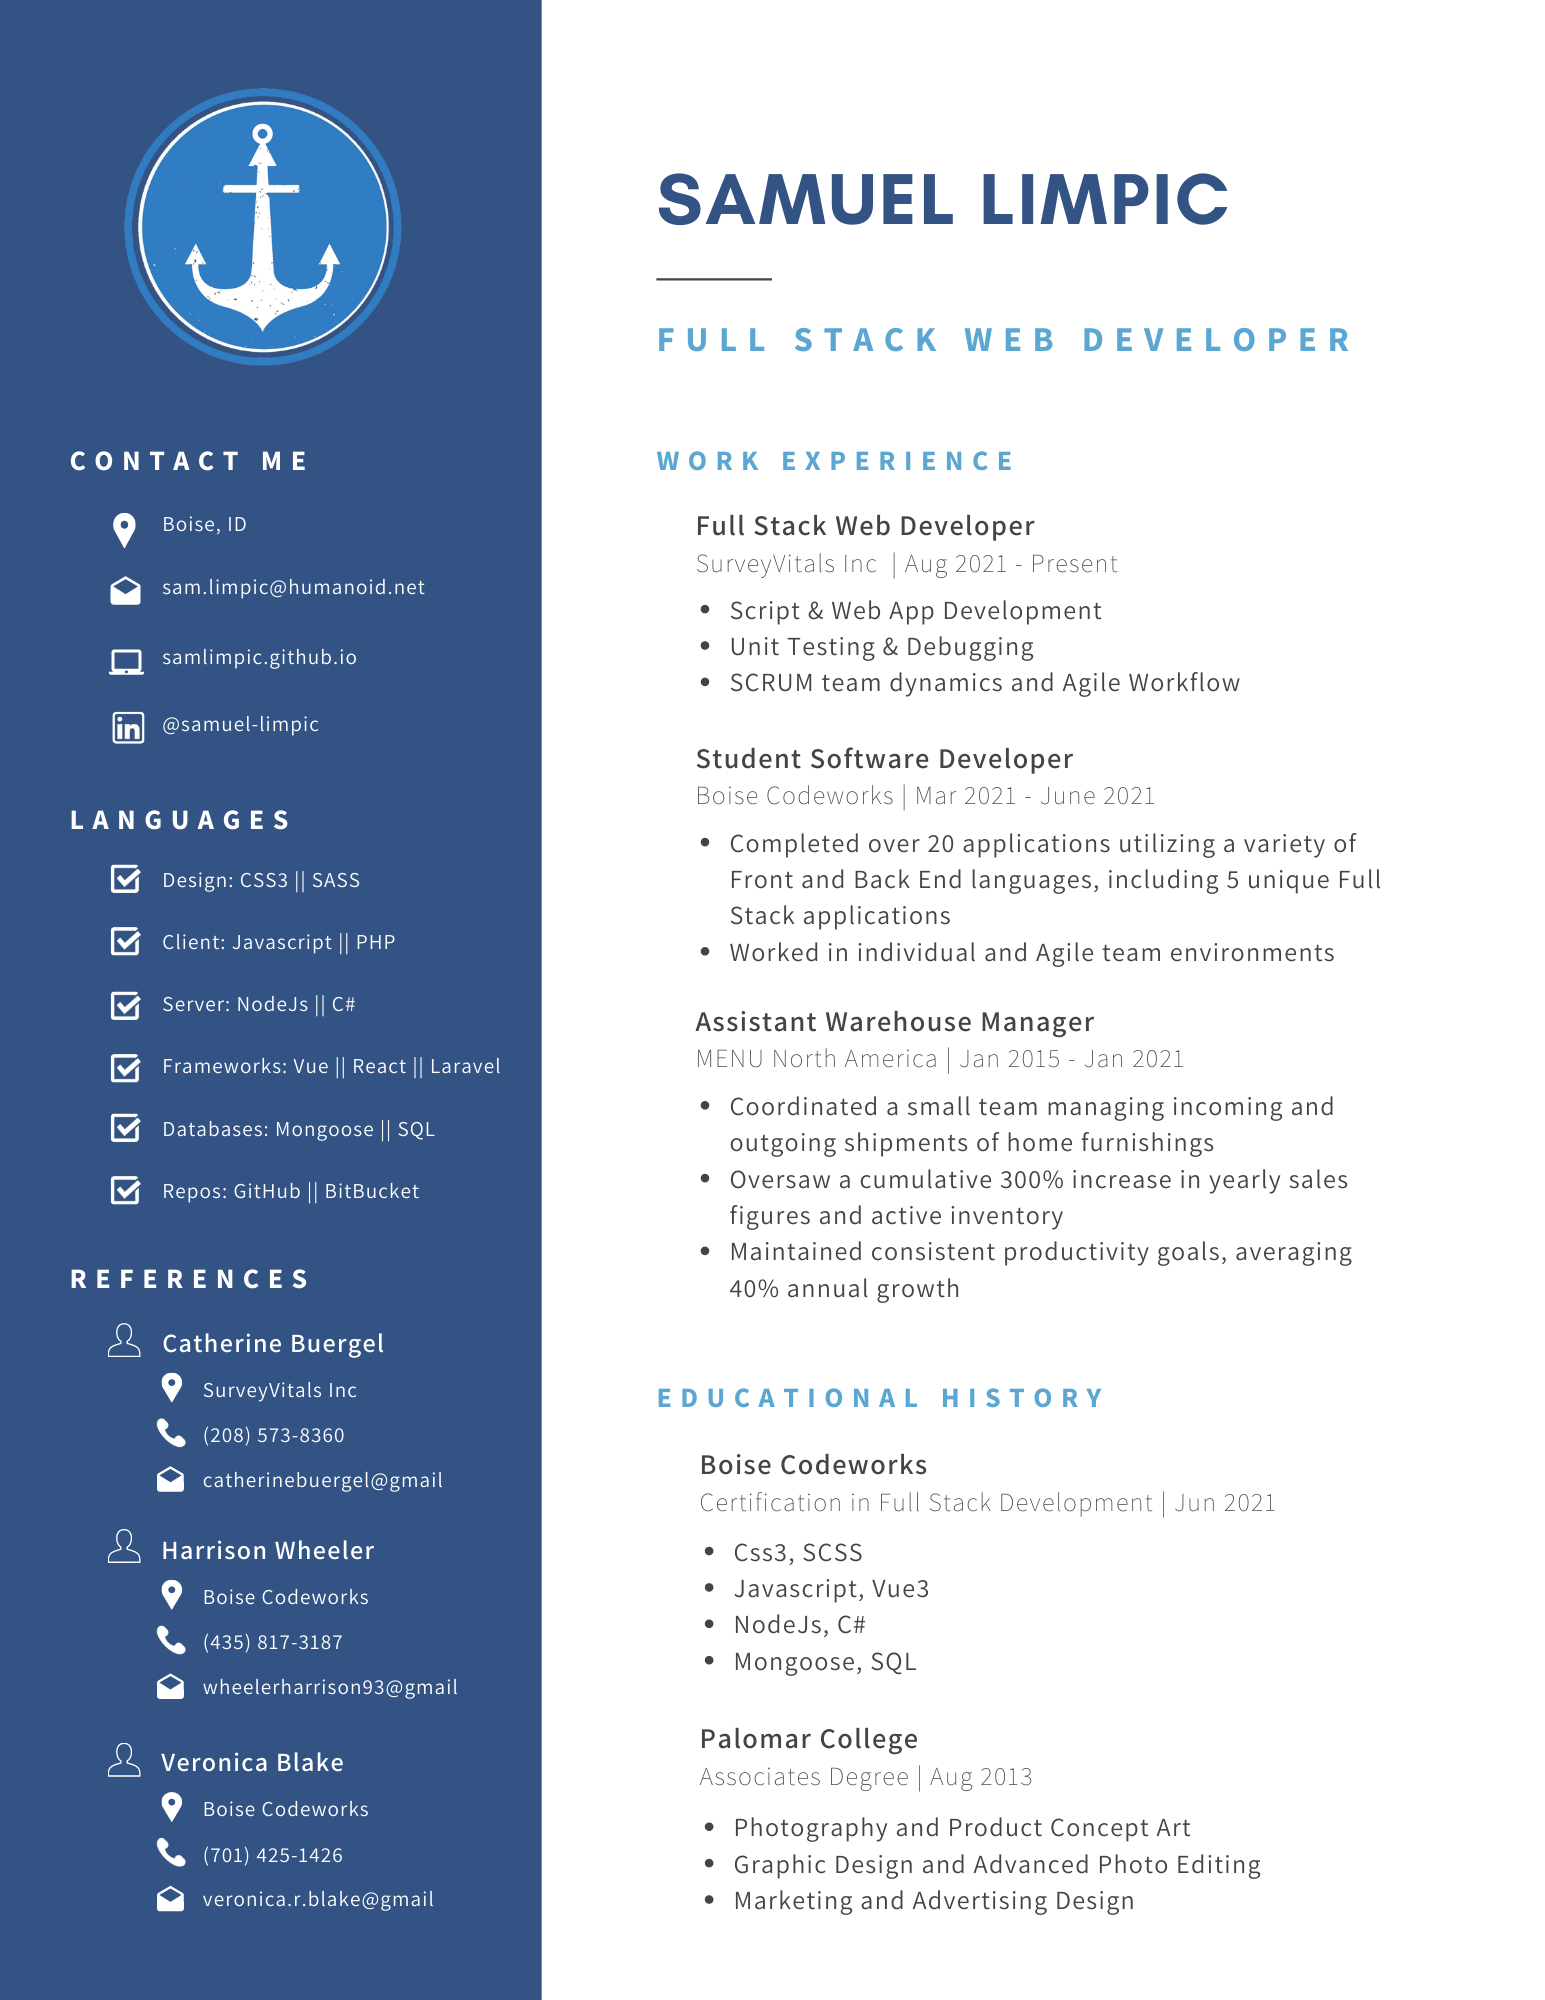 SAMUEL LIMPIC
FULL STACK WEB DEVELOPER
CONTACT ME
Boise, ID
sam.limpic@humanoid.net
samlimpic.github.io
in @samuel-limpic
LANGUAGES
Design: CSS3 || SASS
Client: Javascript || PHP
Server: NodeJs || C#
Frameworks: Vue || React || Laravel
Databases: Mongoose || SQL
Repos: GitHub || BitBucket
REFERENCES
Catherine Buergel
SurveyVitals Inc
(208) 573-8360
catherinebuergel@gmail
Harrison Wheeler
Boise Codeworks
(435) 817-3187
wheelerharrison93@gmail
Veronica Blake
Boise Codeworks
(701) 425-1426
veronica.r.blake@gmail
WORK EXPERIENCE
Full Stack Web Developer
SurveyVitals Inc | Aug 2021 - Present
• Script & Web App Development
• Unit Testing & Debugging
• SCRUM team dynamics and Agile Workflow
Student Software Developer
Boise Codeworks | Mar 2021 - June 2021
• Completed over 20 applications utilizing a variety of
Front and Back End languages, including 5 unique Full
Stack applications
• Worked in individual and Agile team environments
Assistant Warehouse Manager
MENU North America | Jan 2015 - Jan 2021
• Coordinated a small team managing incoming and
outgoing shipments of home furnishings
• Oversaw a cumulative 300% increase in yearly sales
figures and active inventory
• Maintained consistent productivity goals, averaging
40% annual growth
EDUCATIONAL HISTORY
Boise Codeworks
Certification in Full Stack Development | Jun 2021
• Css3, SCSS
• Javascript, Vue3
• NodeJs, C#
• Mongoose, SQL
Palomar College
Associates Degree | Aug 2013
• Photography and Product Concept Art
• Graphic Design and Advanced Photo Editing
• Marketing and Advertising Design